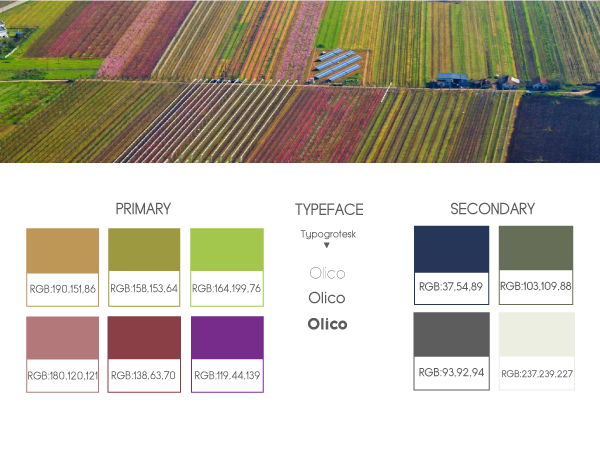 PRIMARY
RGB:190,151,86
RGB:158,153,64
RGB:164,199,76
RGB:180,120,121
RGB:138,63,70
RGB:119,44,139
TYPEFACE
Typogrotesk
Olico
Olico
Olico
SECONDARY
RGB:37,54,89
RGB:103,109,88
RGB:93,92,94
RGB:237,239,227